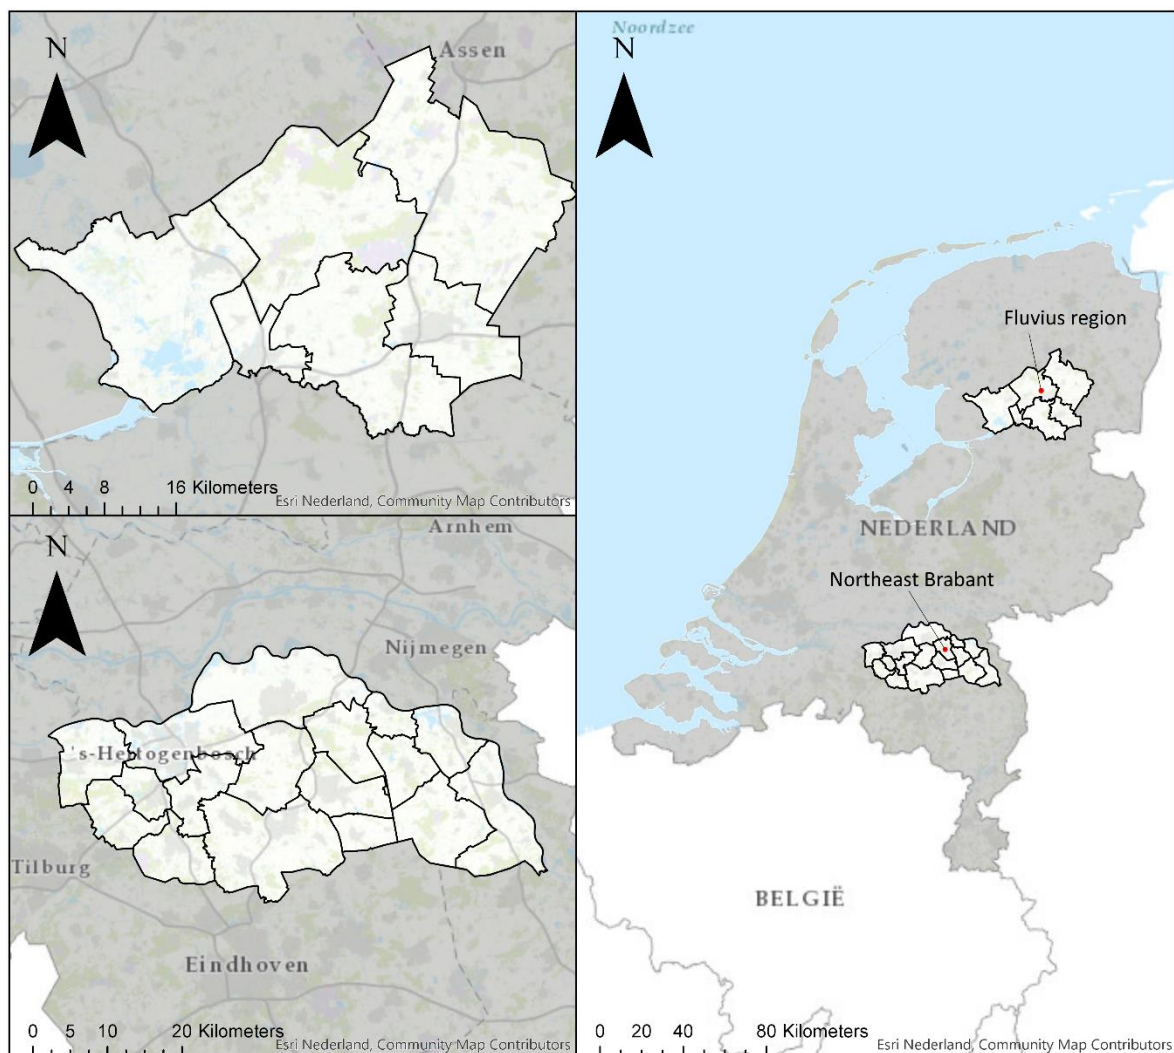 N
Assen
0 4 8 16 Kilometers
Esri Nederland, Community Map Contributors
N
Arnhem
Nijmegen
's-Hertogenbosch
Tilburg
Eindhoven
0 5 10 20 Kilometers
Esri Nederland, Community Map Contributors
Noordzee
N
Fluvius region
NEDERLAND
Northeast Brabant
BELGIË
0 20 40 80 Kilometers
Esri Nederland, Community Map Contributors